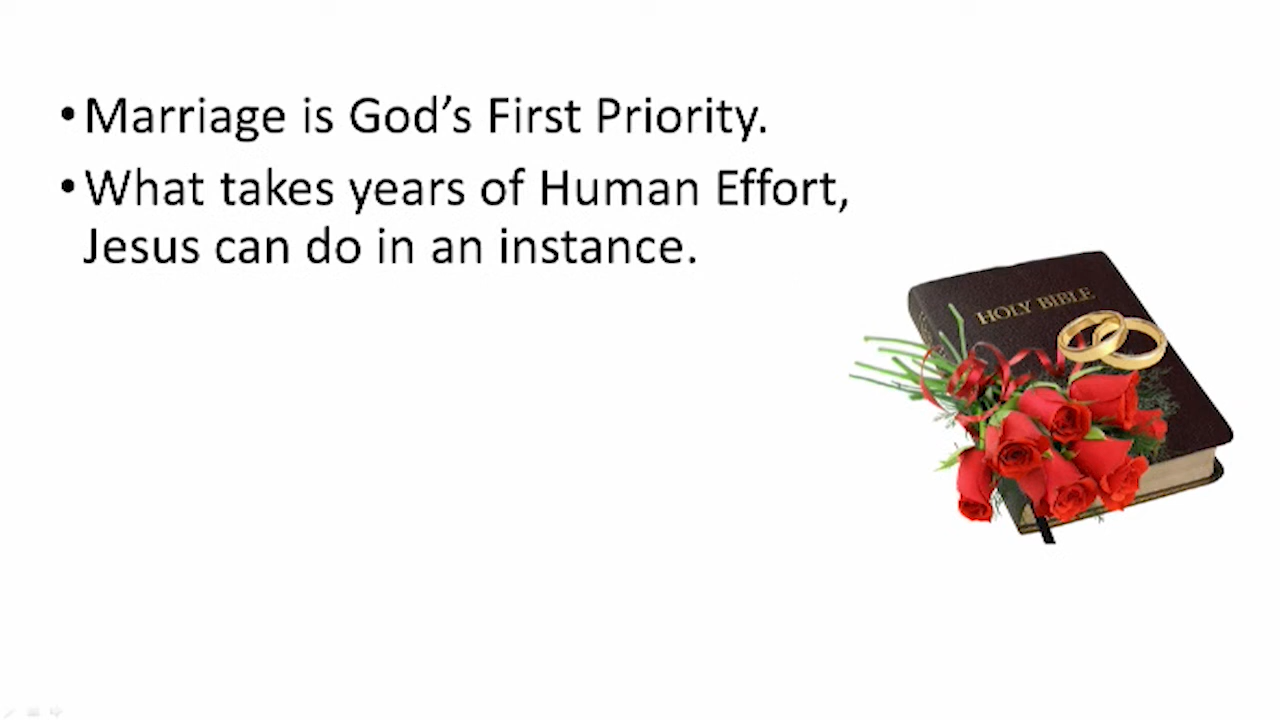 • Marriage is God's First Priority.
• What takes years of Human Effort,
Jesus can do in an instance.
HOLY BIBLE